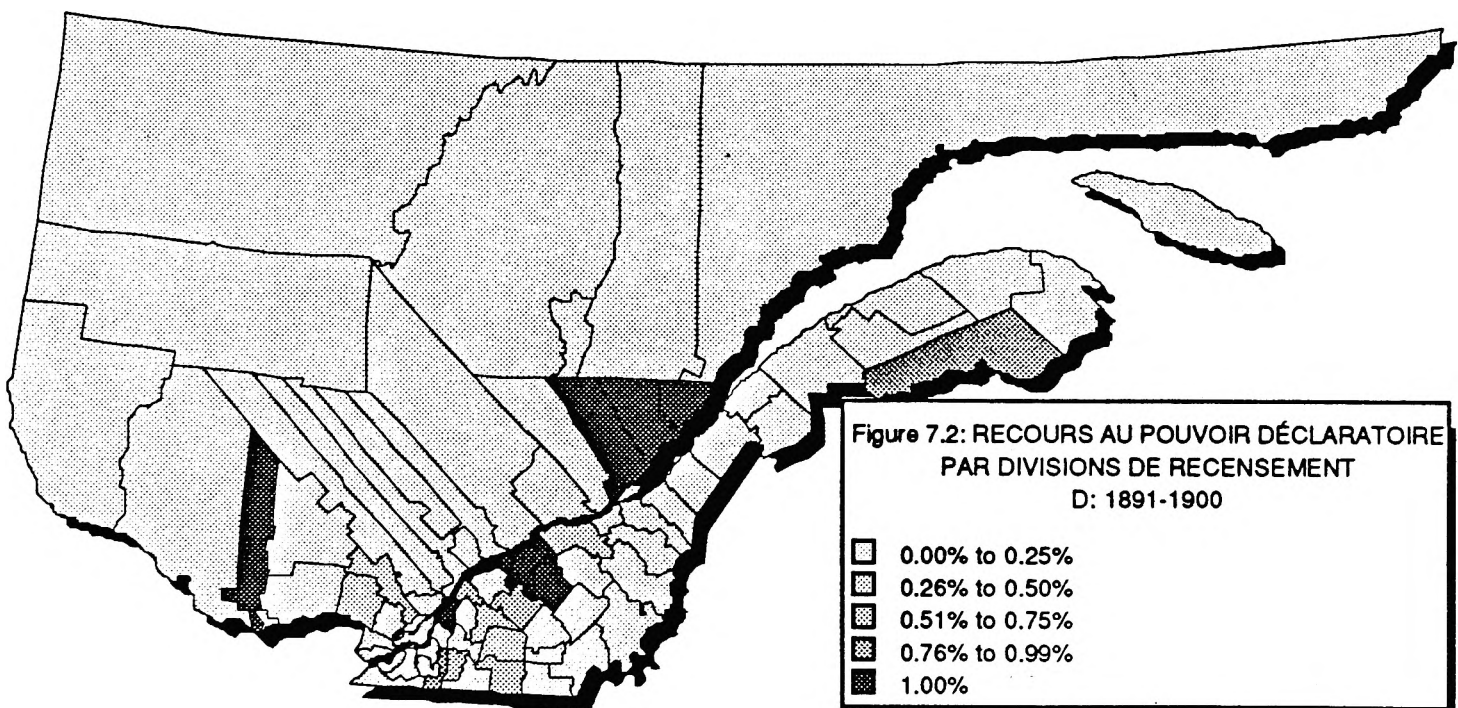 Figure 7.2: RECOURS AU POUVOIR DÉCLARATOIRE
PAR DIVISIONS DE RECENSEMENT
D: 1891-1900
0.00% to 0.25%
0.26% to 0.50%
0.51% to 0.75%
0.76% to 0.99%
1.00%